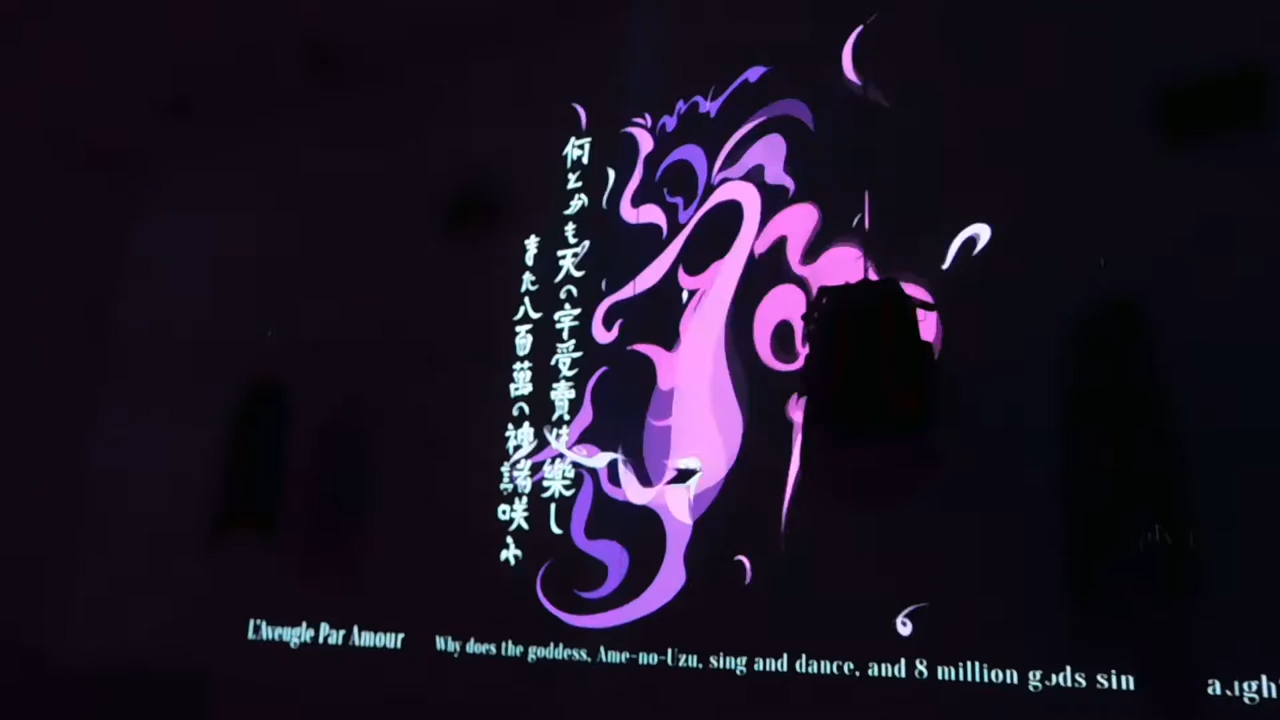 何とかも天の宇受賣は樂し
また八百萬の神諸咲ふ
L'Aveugle Par Amour
Why does the goddess, Ame-no-Uzu, sing and dance, and 8 million gods